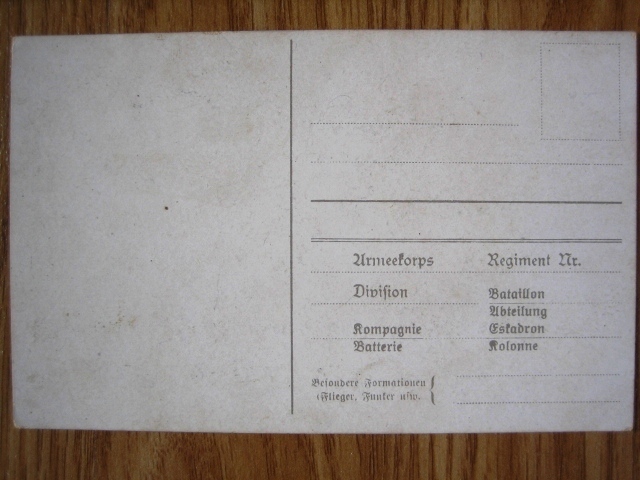 Armeekorps Regiment Nr.
Division Bataillon
Abteilung
Kompagnie Eskadron
Batterie Kolonne
Besondere Formationen
(Flieger, Funker usw.